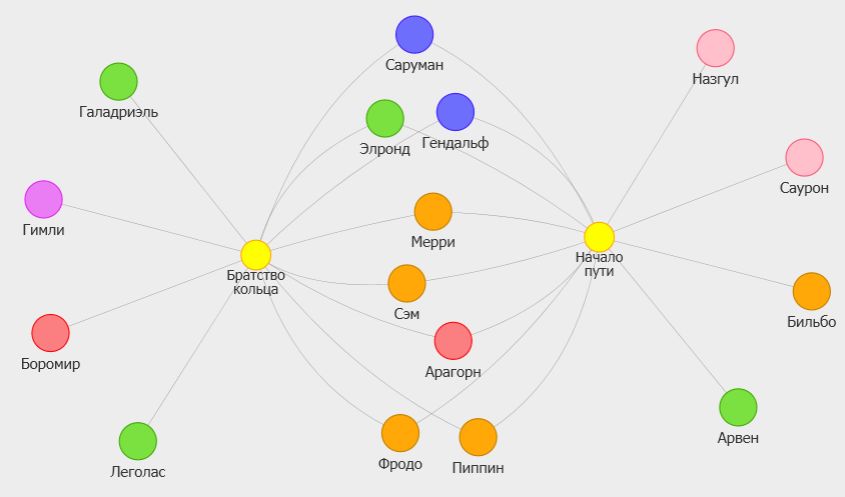 Саруман
Назгул
Галадриэль
Элронд
Гендальф
Саурон
Гимли
Мерри
Начало
пути
Братство
кольца
Сэм
Бильбо
Боромир
Арагорн
Арвен
Леголас
Фродо
Пиппин